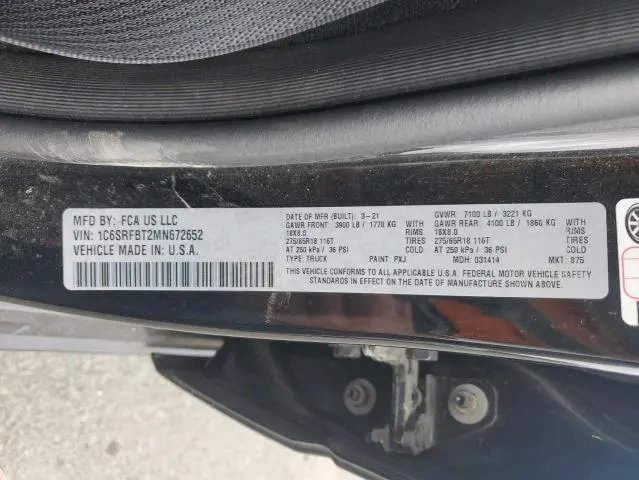 MFD BY: FCA US LLC
VIN: 1C6SRFBT2MN672652
VEHICLE MADE IN: U.S.A.
DATE OF MFR (BUILT): 3-21 GVWR: 7100 LB / 3221 KG
GAWR FRONT: 3900 LB / 1770 KG WITH GAWR REAR: 4100 LB / 1860 KG WITH
18X8.0 RIMS 18X8.0 RIMS
275/65R18 116T TIRES 275/65R18 116T TIRES
AT 250 kPa / 36 PSI COLD AT 250 kPa / 36 PSI COLD
TYPE: TRUCK PAINT: PXJ MDH: 031414 MKT: 875
THIS VEHICLE CONFORMS TO ALL APPLICABLE U.S.A. FEDERAL MOTOR VEHICLE SAFETY
STANDARDS IN EFFECT ON THE DATE OF MANUFACTURE SHOWN ABOVE.